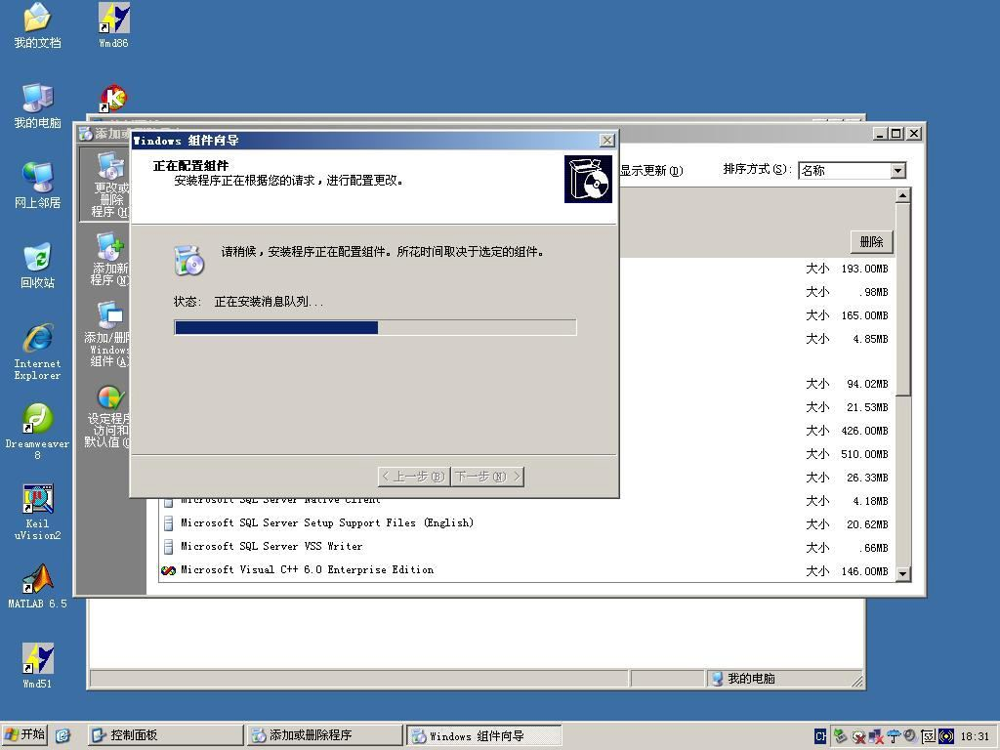 我的文档
Wmd86
我的电脑
网上邻居
回收站
Internet
Explorer
Dreamweaver
8
Keil
uVision2
MATLAB 6.5
Wmd51
添加或
更改或
删除
程序(H)
添加新
程序(N)
添加/删除
Windows
组件(A)
设定程序
访问和
默认值(O)
Windows 组件向导
正在配置组件
安装程序正在根据您的请求，进行配置更改。
请稍候，安装程序正在配置组件。所花时间取决于选定的组件。
状态: 正在安装消息队列...
< 上一步(B) 下一步(N) >
显示更新(D)
排序方式(S): 名称
删除
大小 193.00MB
大小 .98MB
大小 165.00MB
大小 4.85MB
大小 94.02MB
大小 21.53MB
大小 426.00MB
大小 510.00MB
大小 26.33MB
Microsoft SQL Server Native Client 大小 4.18MB
Microsoft SQL Server Setup Support Files (English) 大小 20.62MB
Microsoft SQL Server VSS Writer 大小 .66MB
Microsoft Visual C++ 6.0 Enterprise Edition 大小 146.00MB
我的电脑
开始 控制面板 添加或删除程序 Windows 组件向导 CH 18:31